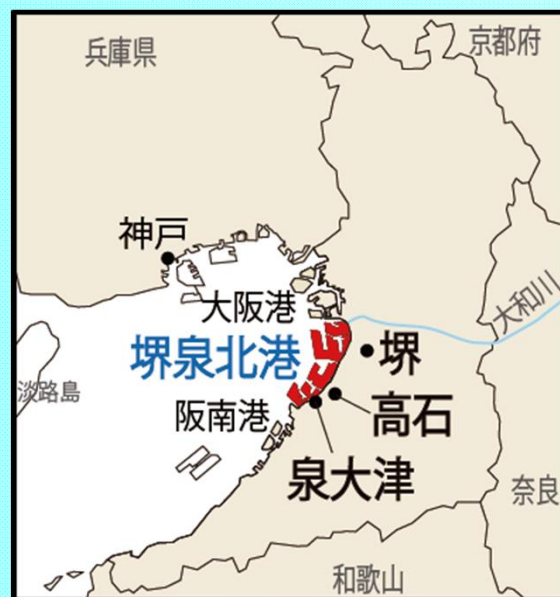 兵庫県
京都府
神戸
大阪港
大和川
堺泉北港
堺
淡路島
阪南港
高石
泉大津
奈良
和歌山